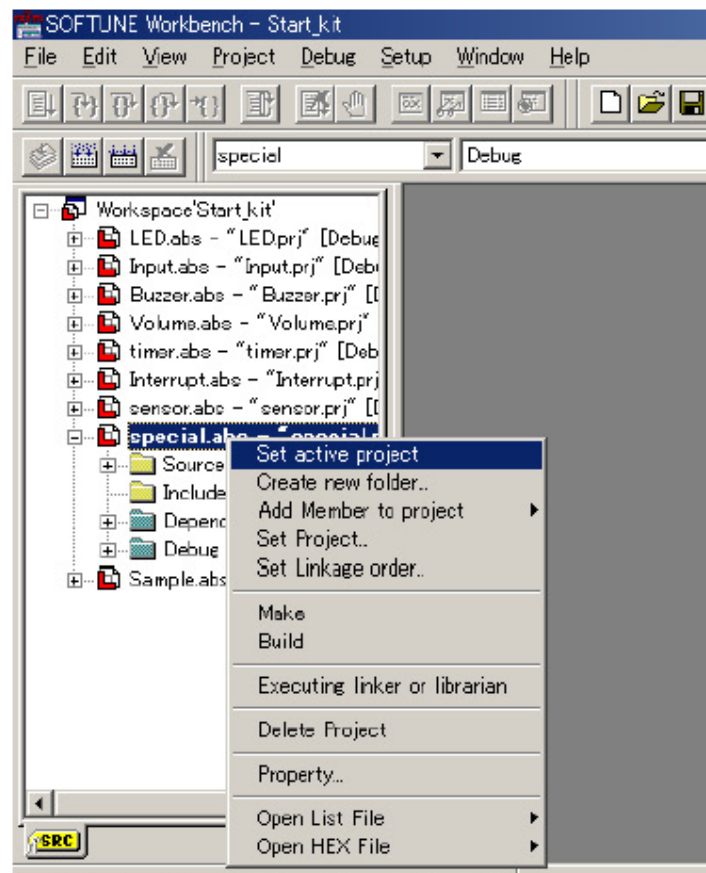 SOFTUNE Workbench - Start_kit
File Edit View Project Debug Setup Window Help
special Debug
Workspace'Start_kit'
LED.abs - "LED.prj" [Debug
Input.abs - "Input.prj" [Deb
Buzzer.abs - "Buzzer.prj" [
Volume.abs - "Volume.prj"
timer.abs - "timer.prj" [Deb
Interrupt.abs - "Interrupt.prj
sensor.abs - "sensor.prj" [
special.abs - "special.
Source
Include
Depend
Debug
Sample.abs
Set active project
Create new folder..
Add Member to project
Set Project..
Set Linkage order..
Make
Build
Executing linker or librarian
Delete Project
Property...
Open List File
Open HEX File
SRC